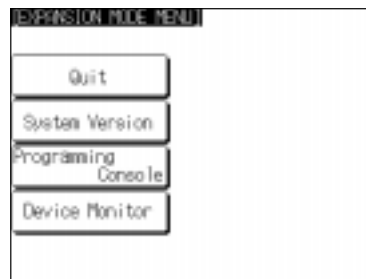 [EXPANSION MODE MENU]
Quit
System Version
Programming
Console
Device Monitor